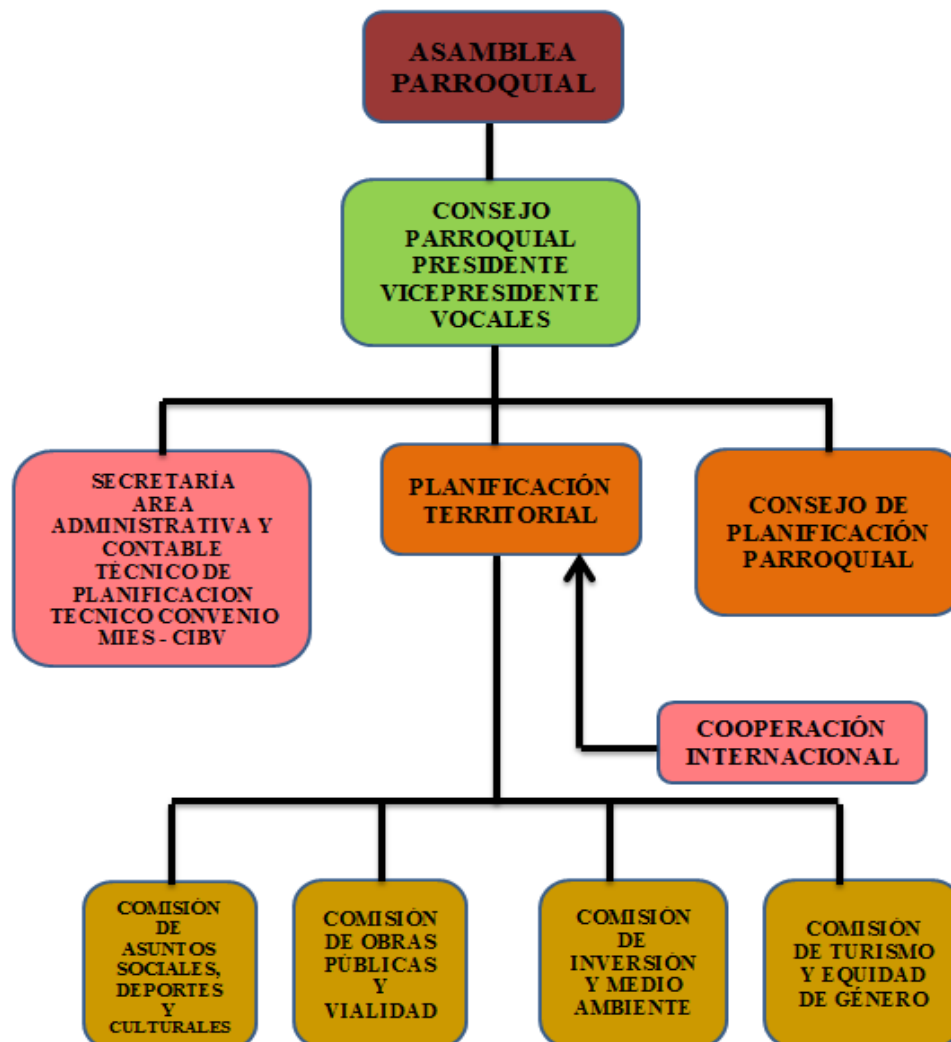 ASAMBLEA
PARROQUIAL
CONSEJO
PARROQUIAL
PRESIDENTE
VICEPRESIDENTE
VOCALES
SECRETARÍA
AREA
ADMINISTRATIVA Y
CONTABLE
TÉCNICO DE
PLANIFICACION
TECNICO CONVENIO
MIES - CIBV
PLANIFICACIÓN
TERRITORIAL
CONSEJO DE
PLANIFICACIÓN
PARROQUIAL
COOPERACIÓN
INTERNACIONAL
COMISIÓN
DE
ASUNTOS
SOCIALES,
DEPORTES
Y
CULTURALES
COMISIÓN
DE OBRAS
PÚBLICAS
Y
VIALIDAD
COMISIÓN
DE
INVERSIÓN
Y MEDIO
AMBIENTE
COMISIÓN
DE TURISMO
Y EQUIDAD
DE GÉNERO